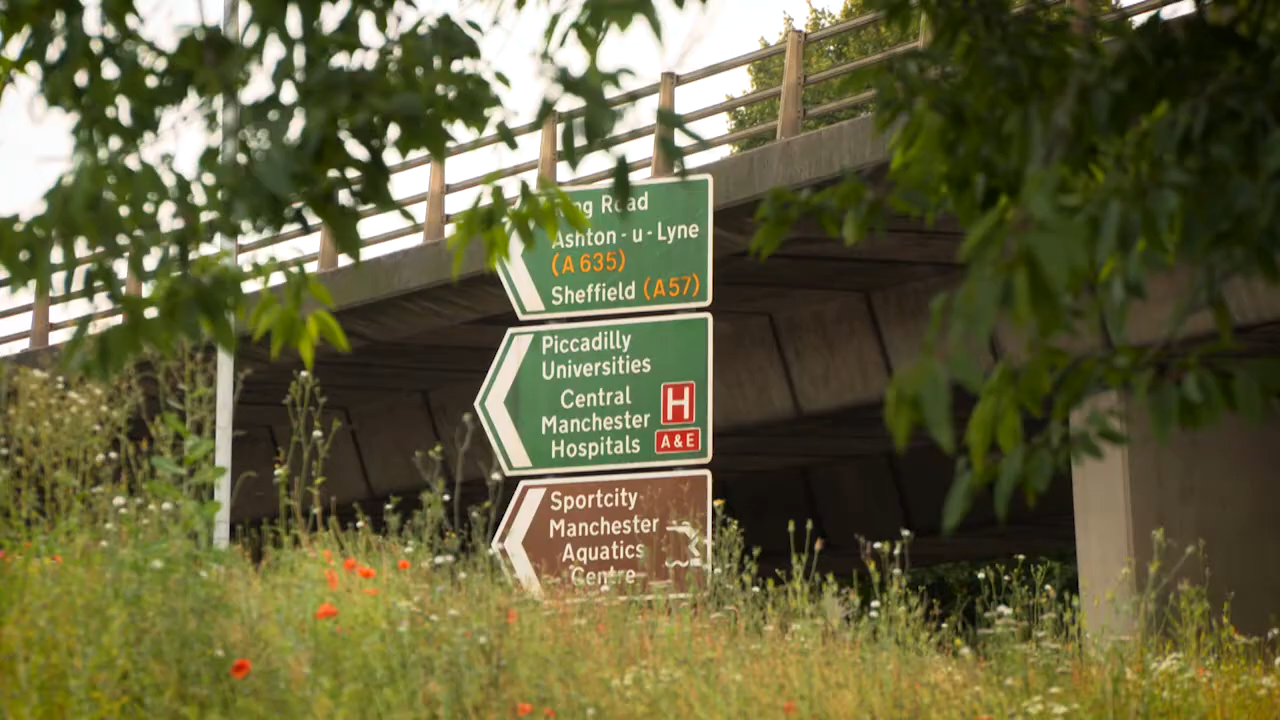 Road
Ashton-u-Lyne
(A 635)
Sheffield (A57)
Piccadilly
Universities
Central
Manchester
Hospitals
H
A&E
Sportcity
Manchester
Aquatics
Centre